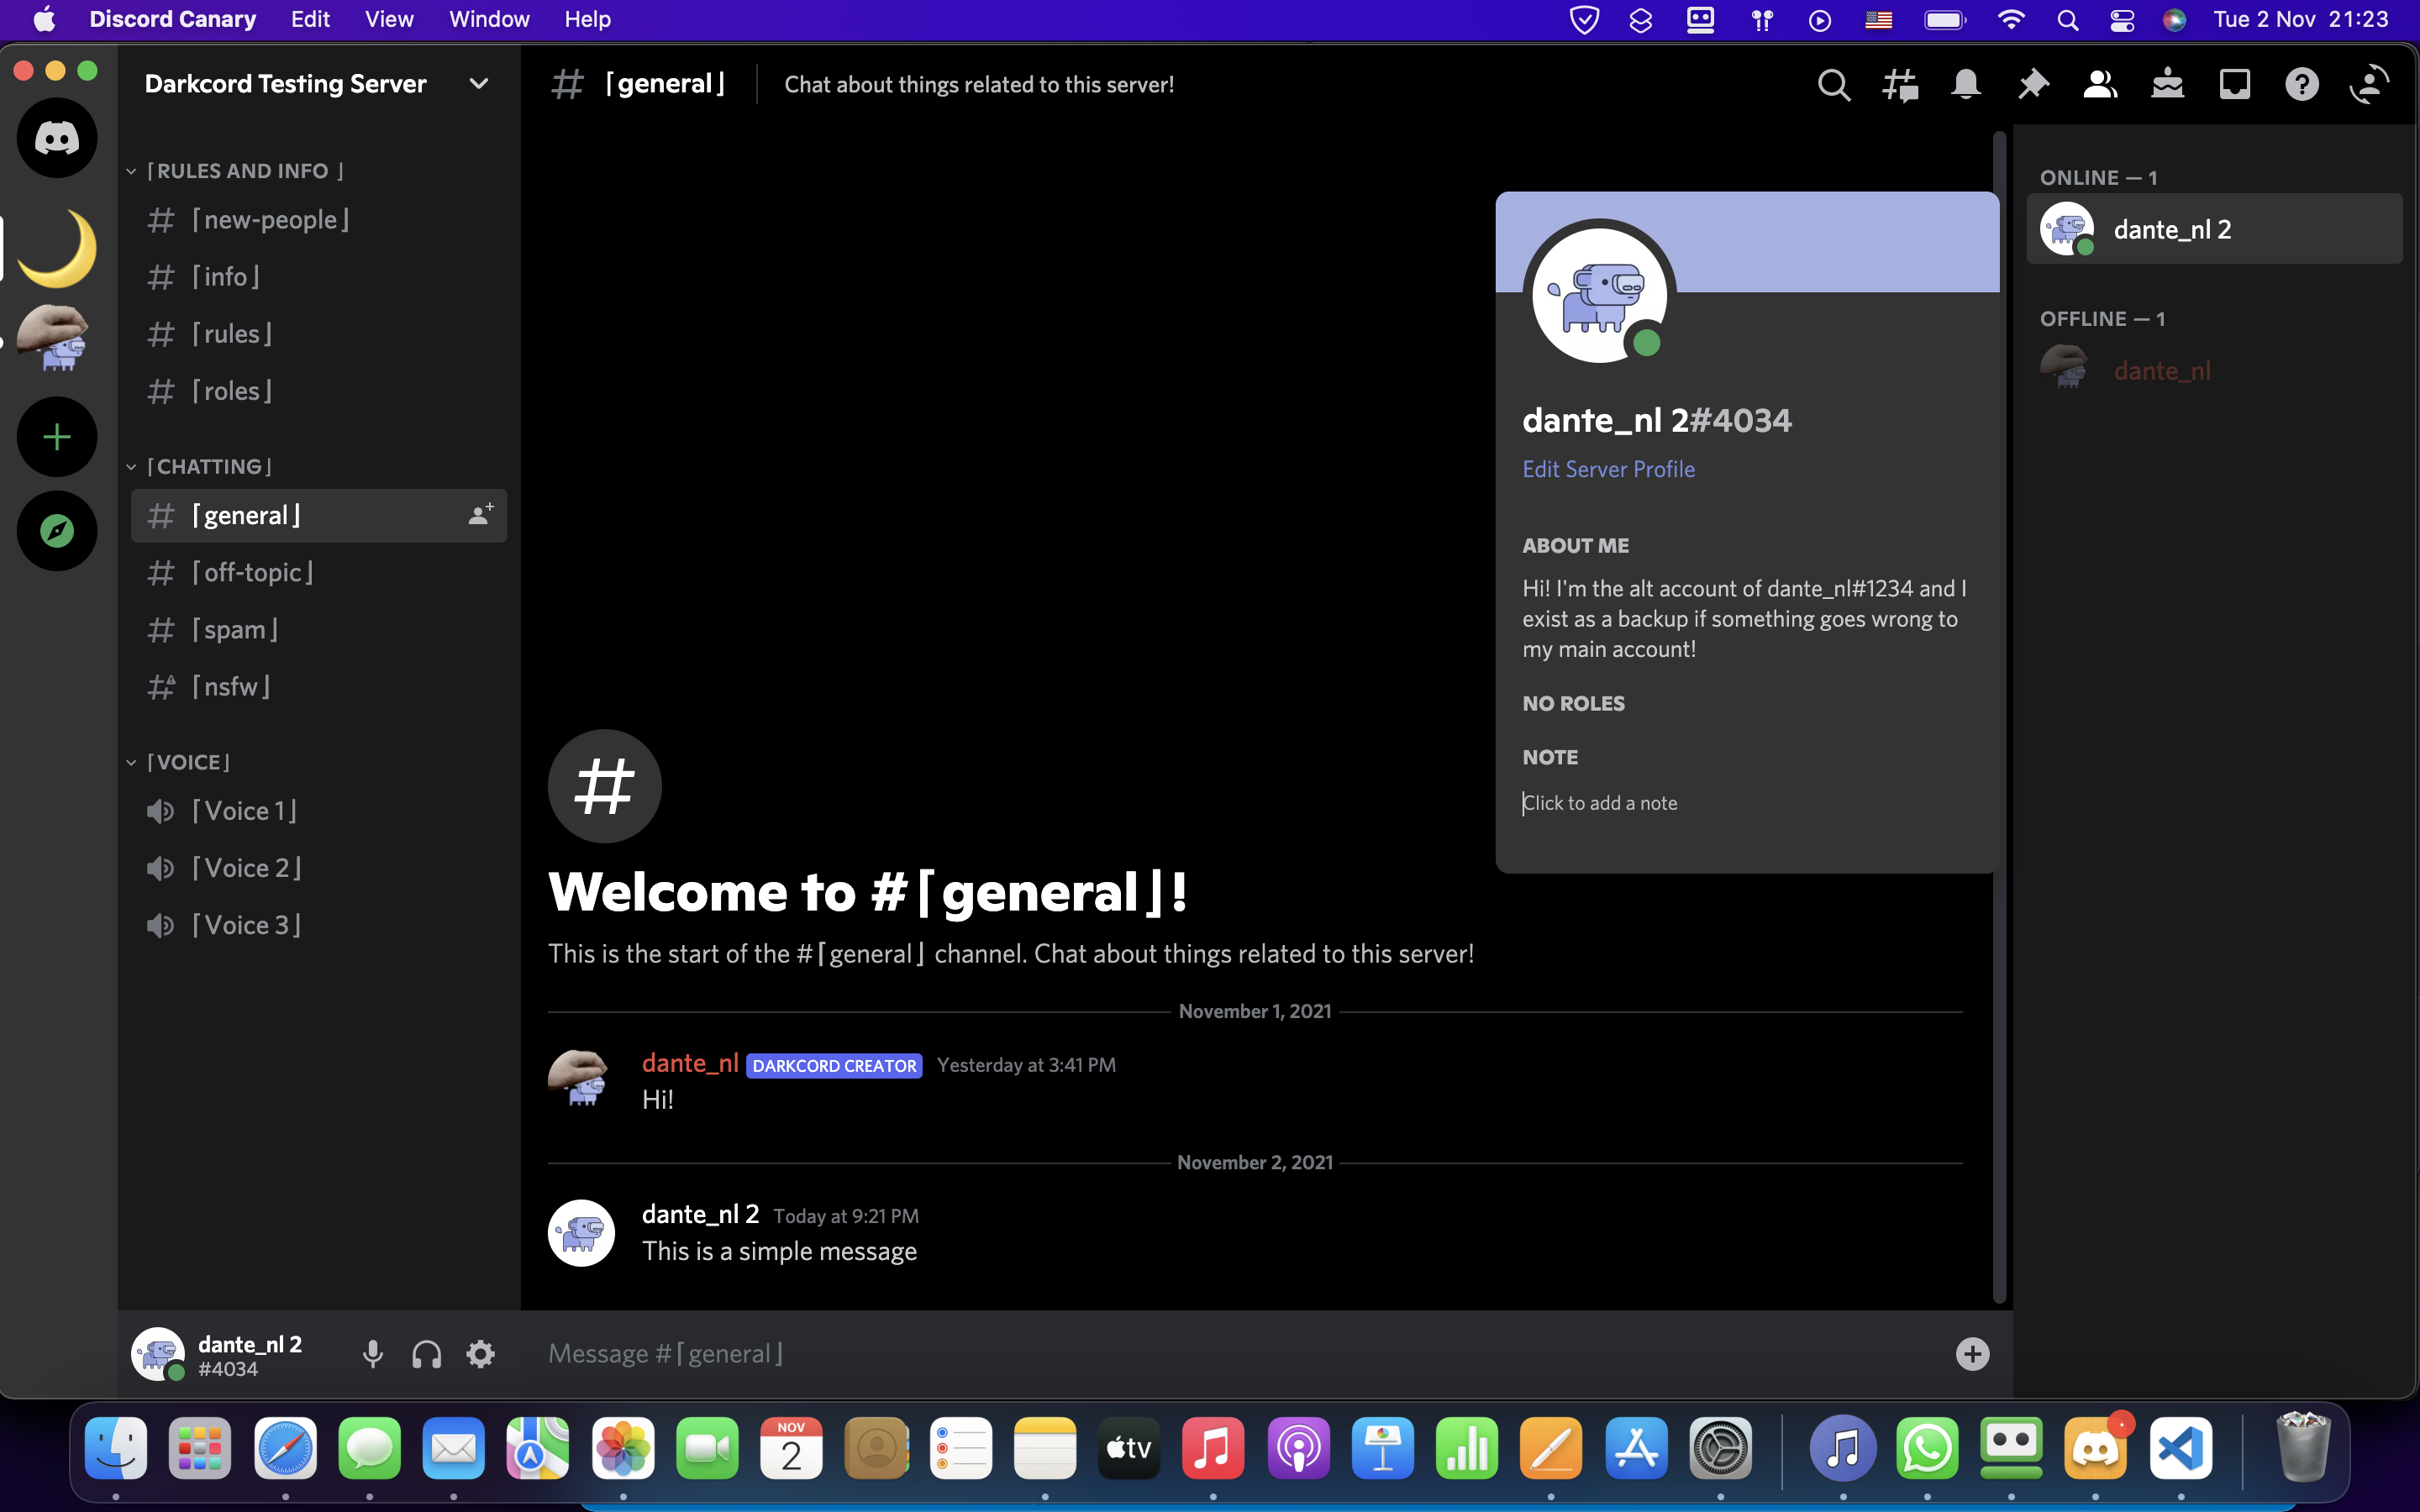 Discord Canary Edit View Window Help Tue 2 Nov 21:23
Darkcord Testing Server
⌈general⌋ Chat about things related to this server!
⌈RULES AND INFO ⌋
⌈new-people⌋
⌈info⌋
⌈rules⌋
⌈roles⌋
⌈CHATTING⌋
⌈general⌋
⌈off-topic⌋
⌈spam⌋
⌈nsfw⌋
⌈VOICE⌋
⌈Voice 1⌋
⌈Voice 2⌋
⌈Voice 3⌋
dante_nl 2
#4034
Welcome to #⌈general⌋!
This is the start of the #⌈general⌋ channel. Chat about things related to this server!
November 1, 2021
dante_nl DARKCORD CREATOR Yesterday at 3:41 PM
Hi!
November 2, 2021
dante_nl 2 Today at 9:21 PM
This is a simple message
Message #⌈general⌋
dante_nl 2#4034
Edit Server Profile
ABOUT ME
Hi! I'm the alt account of dante_nl#1234 and I
exist as a backup if something goes wrong to
my main account!
NO ROLES
NOTE
Click to add a note
ONLINE — 1
dante_nl 2
OFFLINE — 1
dante_nl
NOV
2
tv